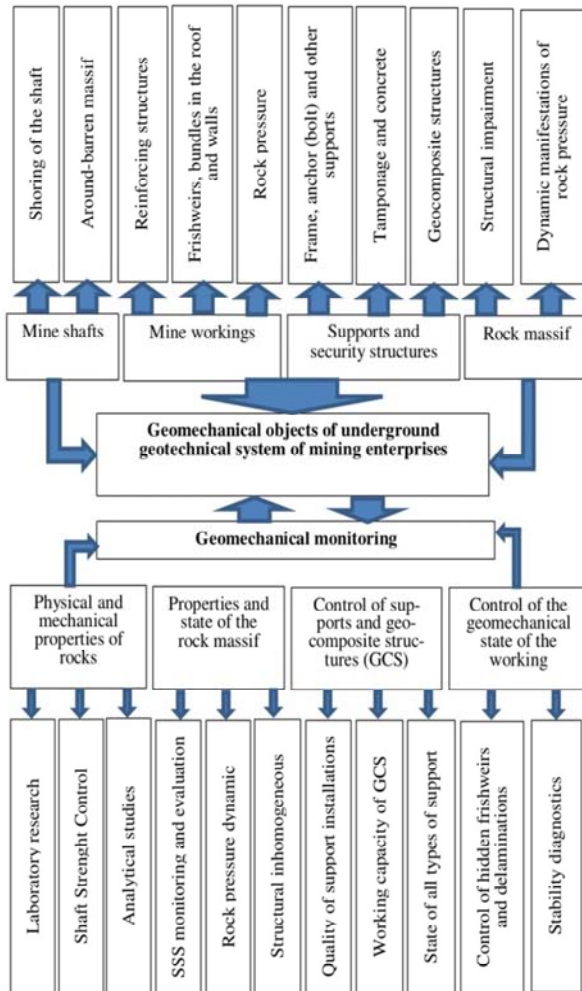 Shoring of the shaft
Around-barren massif
Reinforcing structures
Frishweirs, bundles in the roof
and walls
Rock pressure
Frame, anchor (bolt) and other
supports
Tamponage and concrete
Geocomposite structures
Structural impairment
Dynamic manifestations of
rock pressure
Mine shafts
Mine workings
Supports and
security structures
Rock massif
Geomechanical objects of underground
geotechnical system of mining enterprises
Geomechanical monitoring
Physical and
mechanical
properties of
rocks
Properties and
state of the
rock massif
Control of sup-
ports and geo-
composite struc-
tures (GCS)
Control of the
geomechanical
state of the
working
Laboratory research
Shaft Strenght Control
Analytical studies
SSS monitoring and evaluation
Rock pressure dynamic
Structural inhomogeneous
Quality of support installations
Working capacity of GCS
State of all types of support
Control of hidden frishweirs
and delaminations
Stability diagnostics